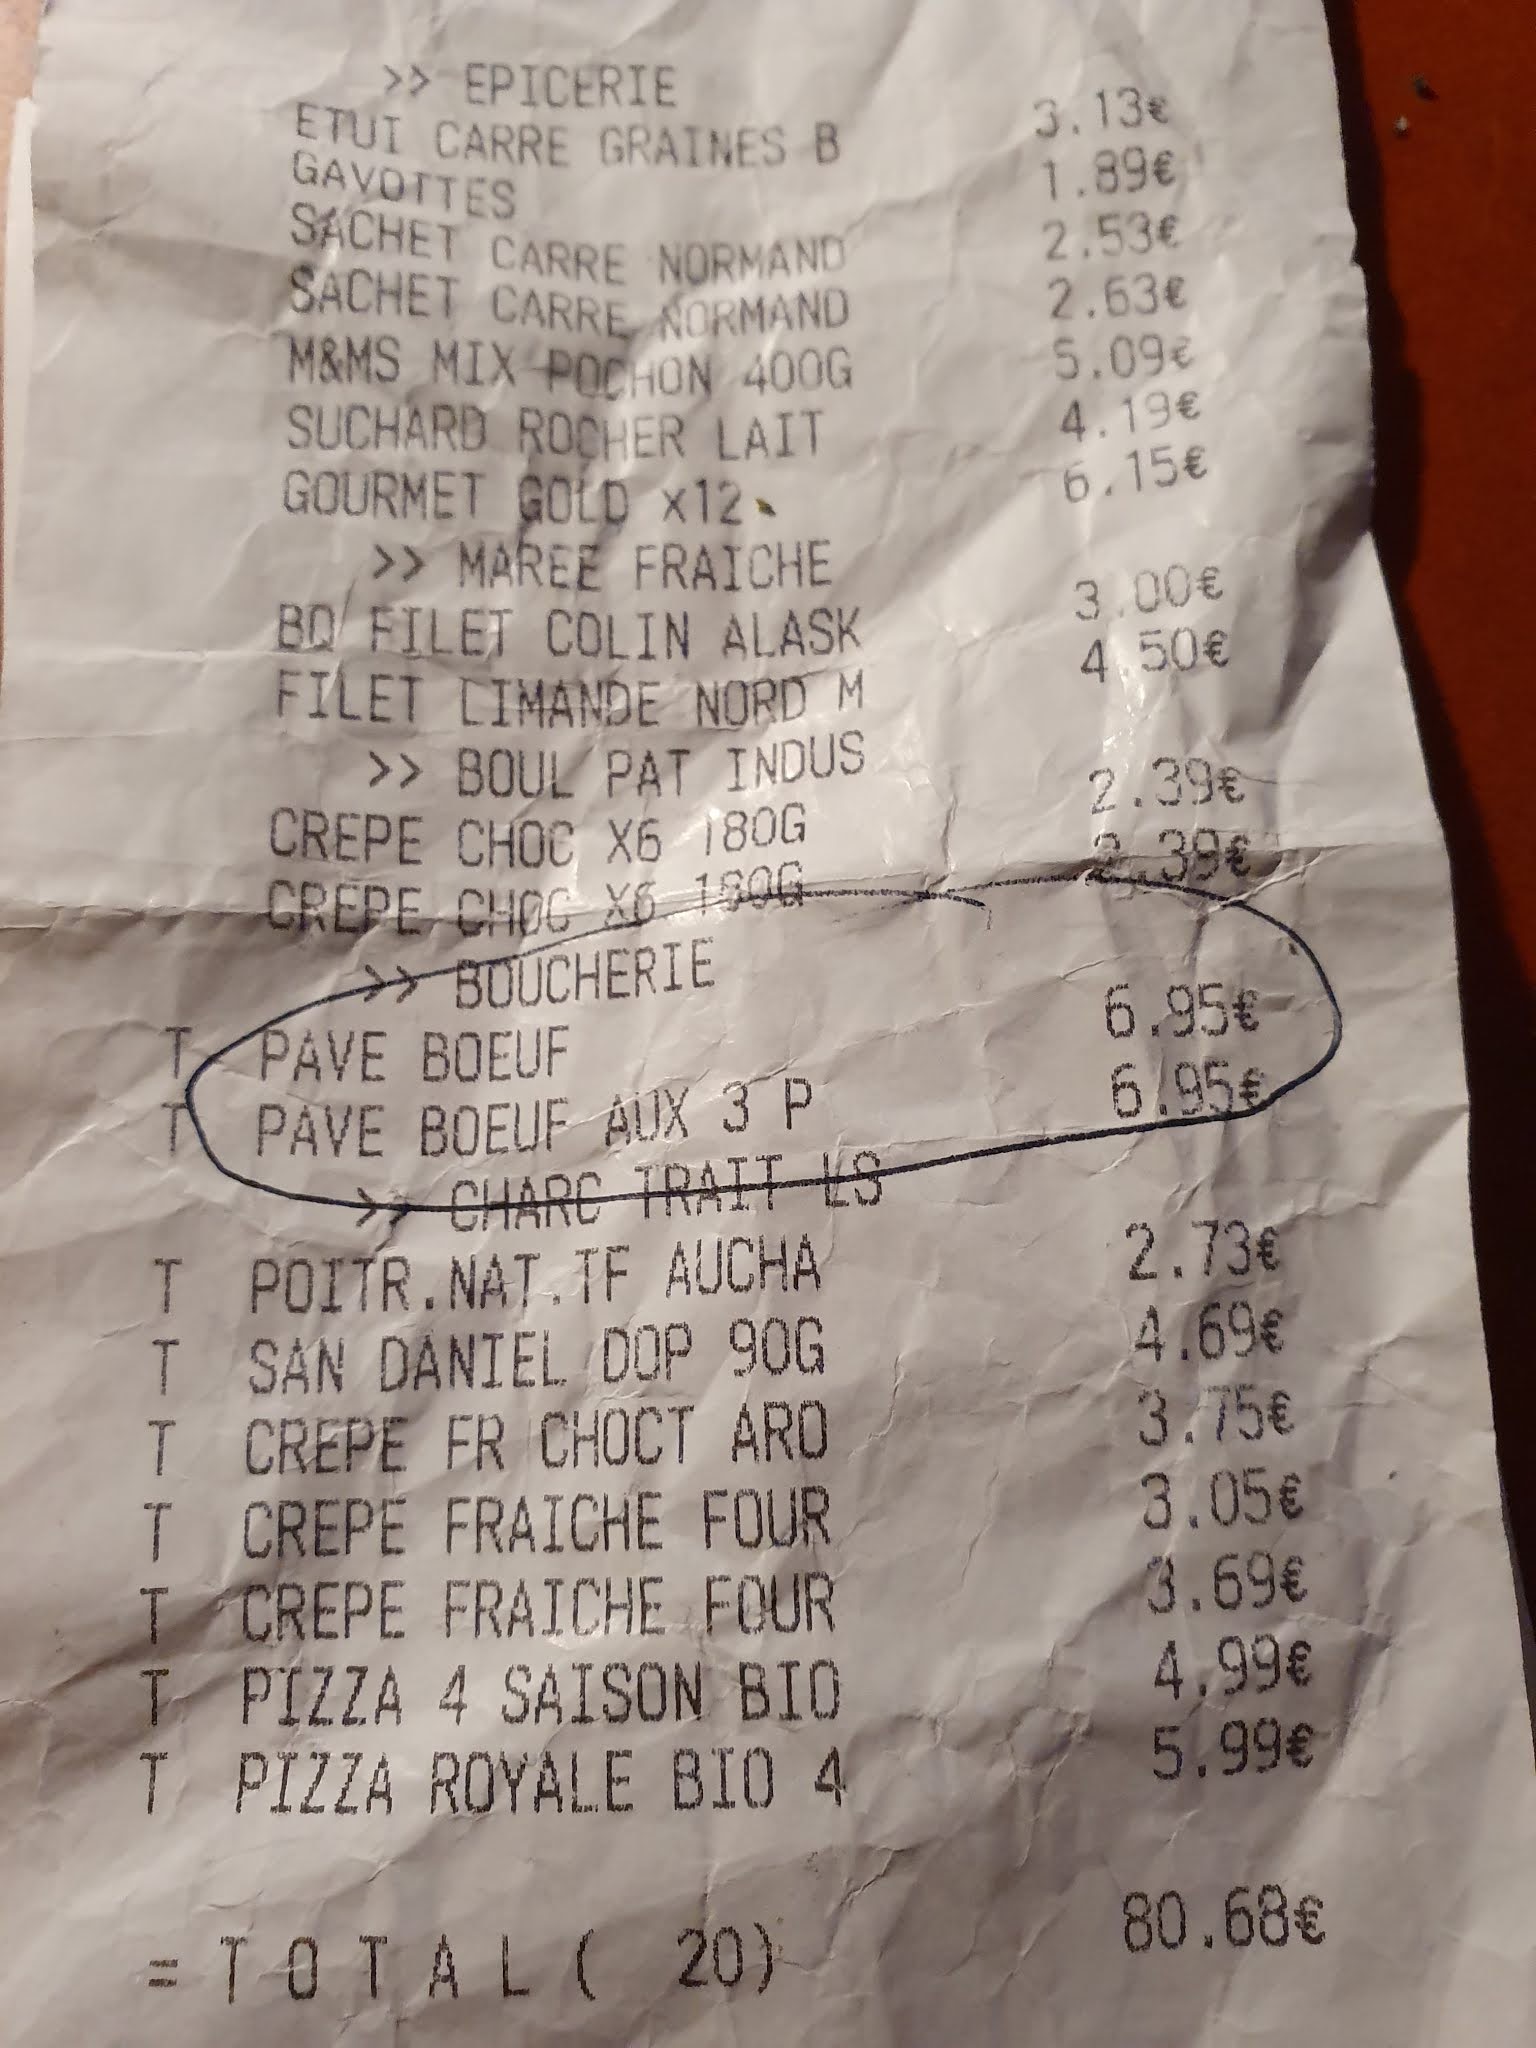 >> EPICERIE
ETUI CARRE GRAINES B 3.13€
GAVOTTES 1.89€
SACHET CARRE NORMAND 2.53€
SACHET CARRE NORMAND 2.63€
M&MS MIX POCHON 400G 5.09€
SUCHARD ROCHER LAIT 4.19€
GOURMET GOLD x12 6.15€
>> MAREE FRAICHE
BQ FILET COLIN ALASK 3.00€
FILET LIMANDE NORD M 4.50€
>> BOUL PAT INDUS
CREPE CHOC X6 180G 2.39€
CREPE CHOC X6 180G 2.39€
>> BOUCHERIE
T PAVE BOEUF 6.95€
T PAVE BOEUF AUX 3 P 6.95€
>> CHARC TRAIT LS
T POITR.NAT.TF AUCHA 2.73€
T SAN DANIEL DOP 90G 4.69€
T CREPE FR CHOCT ARO 3.75€
T CREPE FRAICHE FOUR 3.05€
T CREPE FRAICHE FOUR 3.69€
T PIZZA 4 SAISON BIO 4.99€
T PIZZA ROYALE BIO 4 5.99€
= T O T A L ( 20) 80.68€